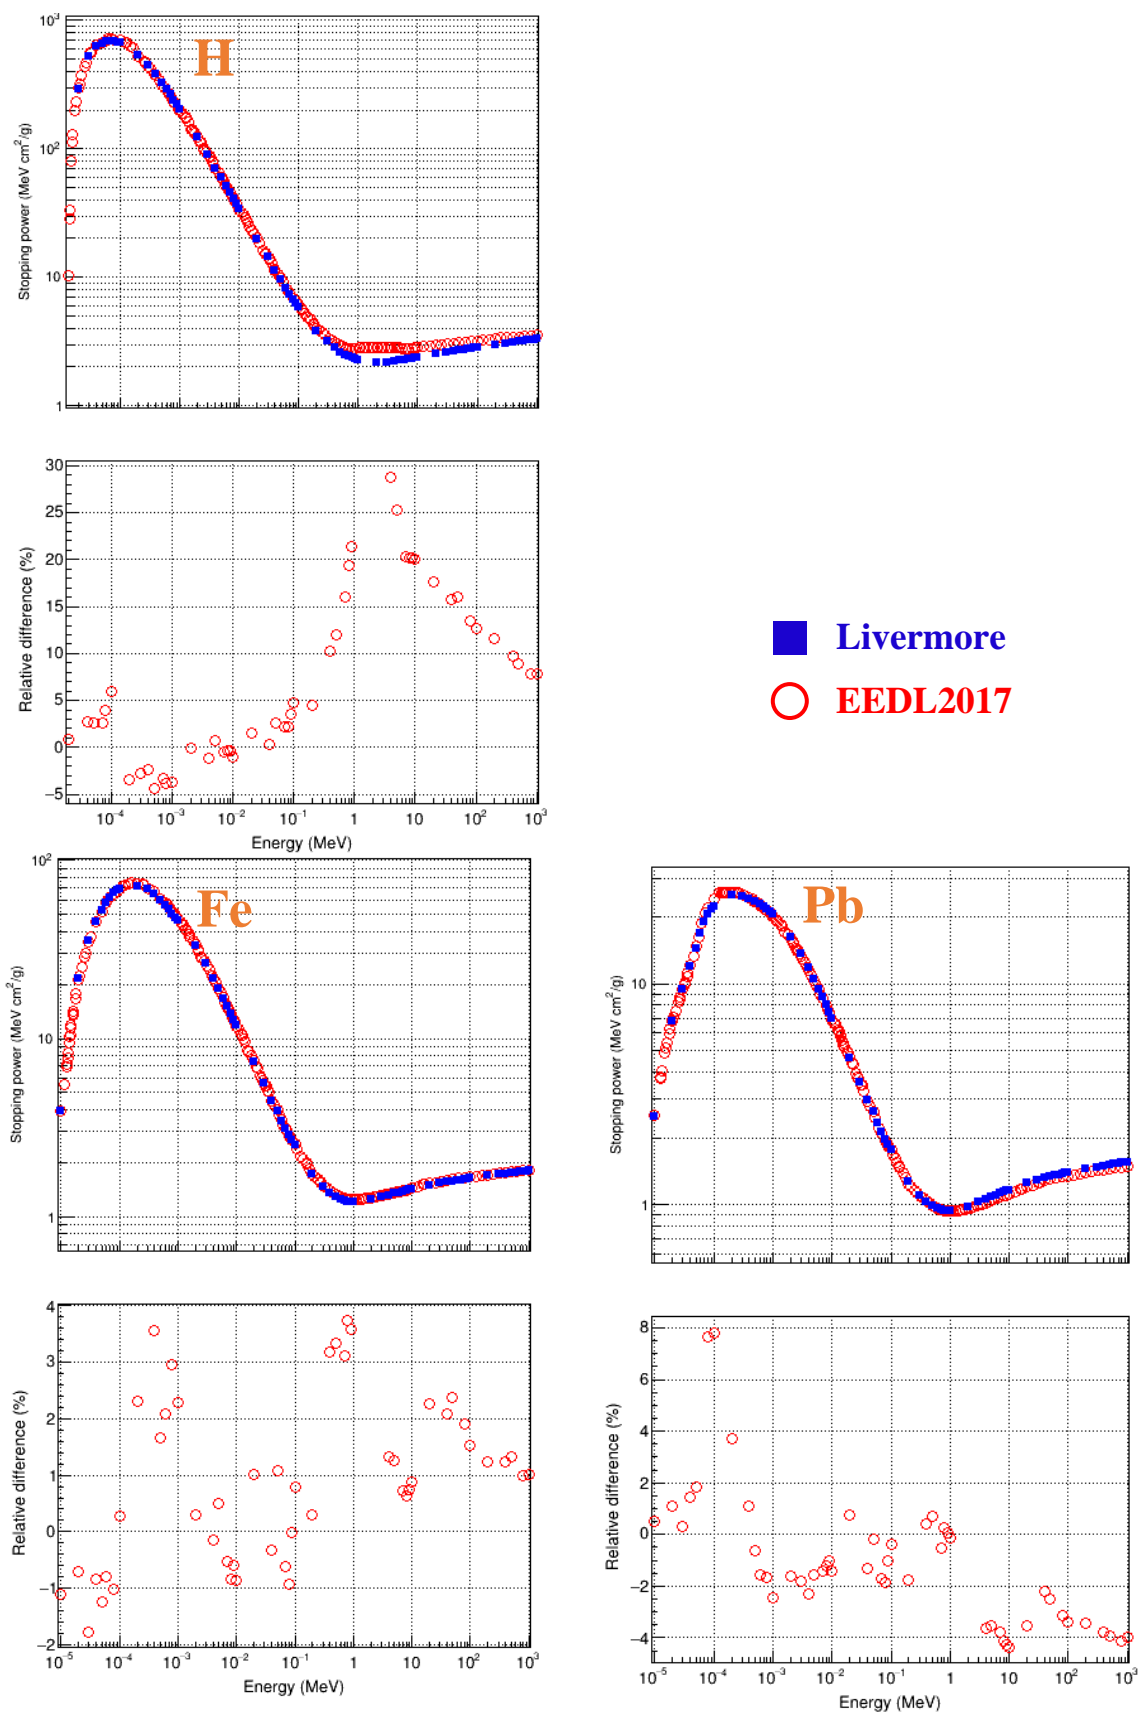 10³
10²
10
1
Stopping power (MeV cm²/g)
H
30
25
20
15
10
5
0
−5
Relative difference (%)
10⁻⁴ 10⁻³ 10⁻² 10⁻¹ 1 10 10² 10³
Energy (MeV)
Livermore
EEDL2017
10²
10
1
Stopping power (MeV cm²/g)
Fe
10
1
Stopping power (MeV cm²/g)
Pb
4
3
2
1
0
−1
−2
Relative difference (%)
10⁻⁵ 10⁻⁴ 10⁻³ 10⁻² 10⁻¹ 1 10 10² 10³
Energy (MeV)
8
6
4
2
0
−2
−4
Relative difference (%)
10⁻⁵ 10⁻⁴ 10⁻³ 10⁻² 10⁻¹ 1 10 10² 10³
Energy (MeV)